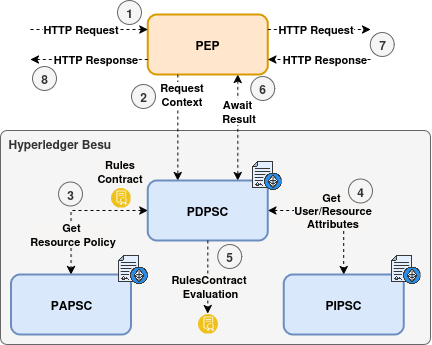 1
HTTP Request
HTTP Request
PEP
HTTP Response
HTTP Response
8
7
2
Request
Context
6
Await
Result
Hyperledger Besu
Rules
Contract
3
4
Get
Resource Policy
PDPSC
Get
User/Resource
Attributes
5
RulesContract
Evaluation
PAPSC
PIPSC